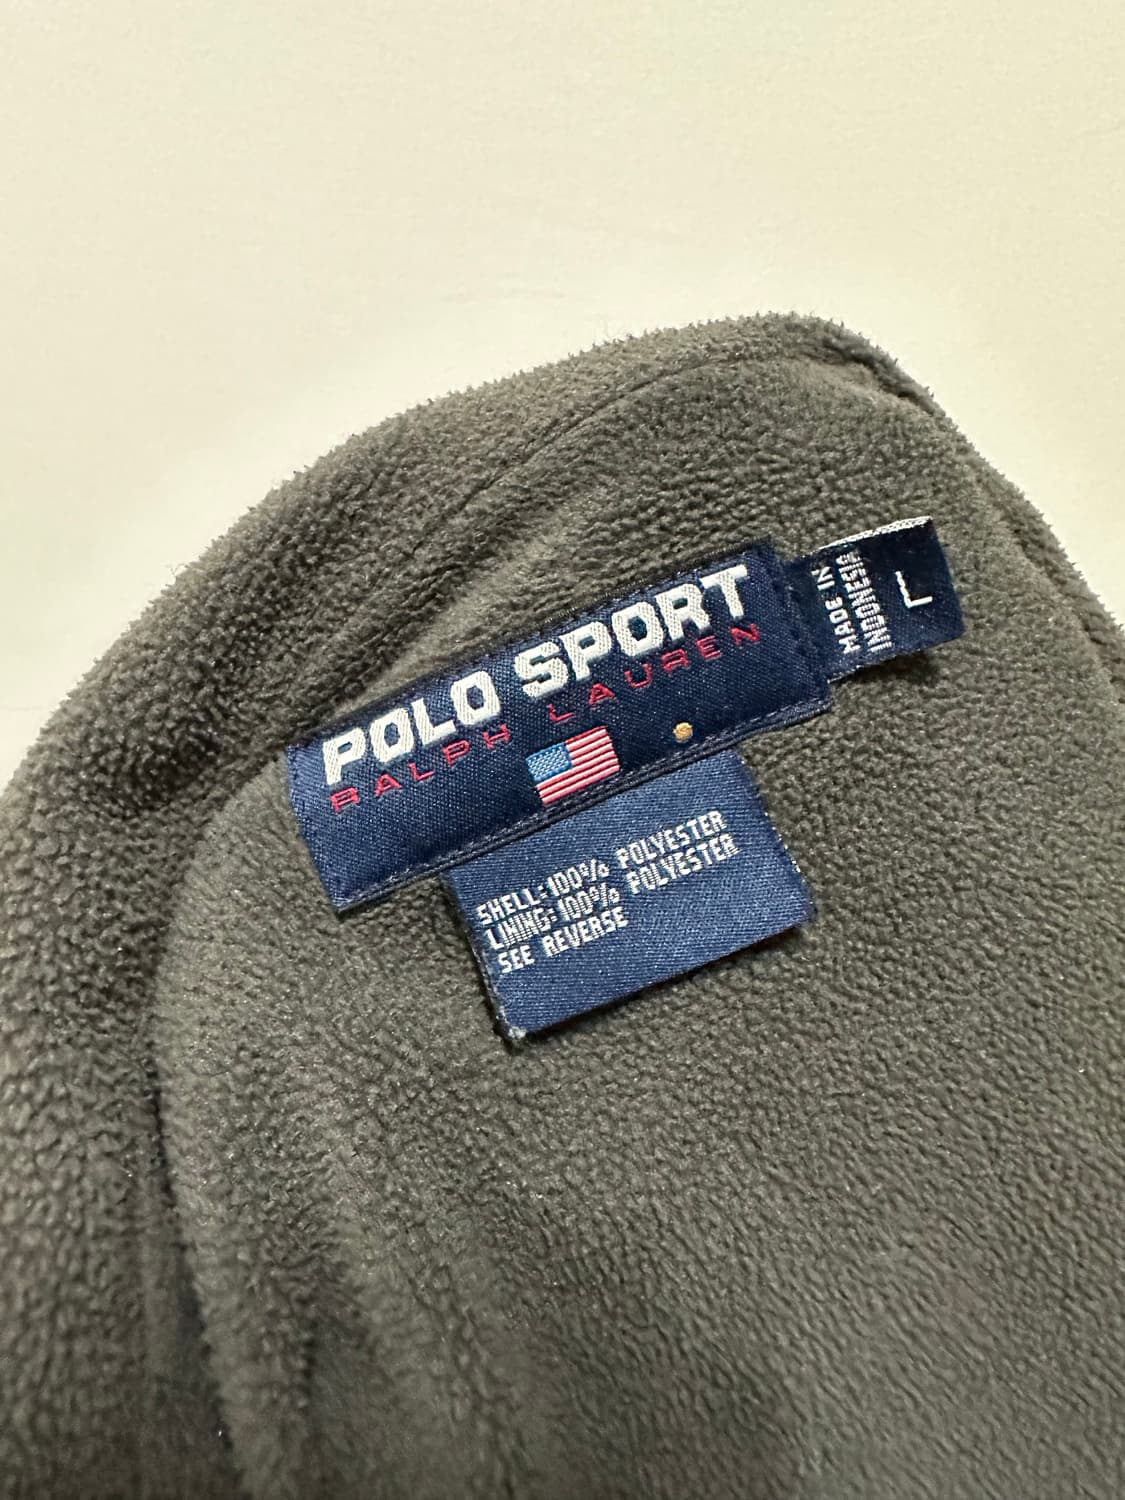 POLO SPORT
RALPH LAUREN
MADE IN
INDONESIA
L
SHELL: 100% POLYESTER
LINING: 100% POLYESTER
SEE REVERSE